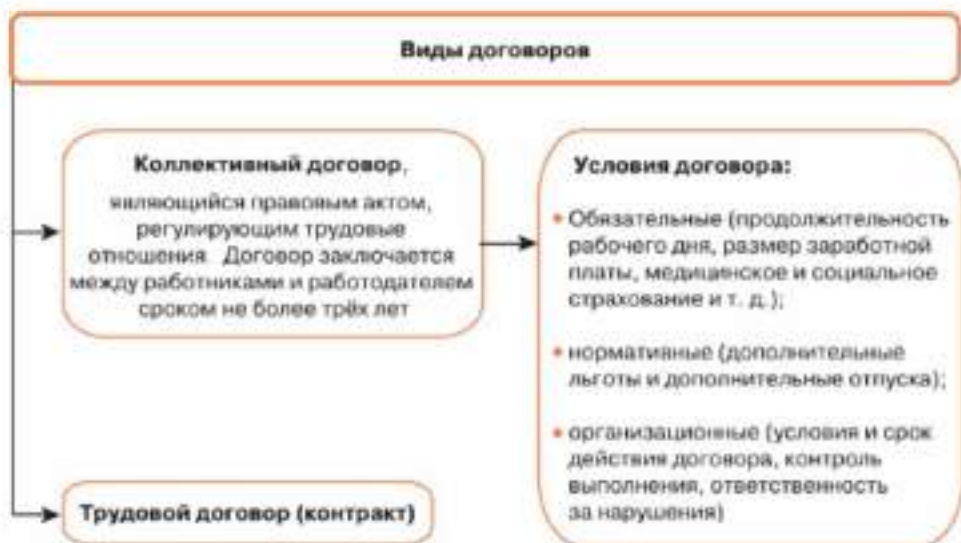 Виды договоров
Коллективный договор,
являющийся правовым актом,
регулирующим трудовые
отношения. Договор заключается
между работниками и работодателем
сроком не более трёх лет
Условия договора:
• Обязательные (продолжительность
рабочего дня, размер заработной
платы, медицинское и социальное
страхование и т. д.);
• нормативные (дополнительные
льготы и дополнительные отпуска);
• организационные (условия и срок
действия договора, контроль
выполнения, ответственность
за нарушения)
Трудовой договор (контракт)